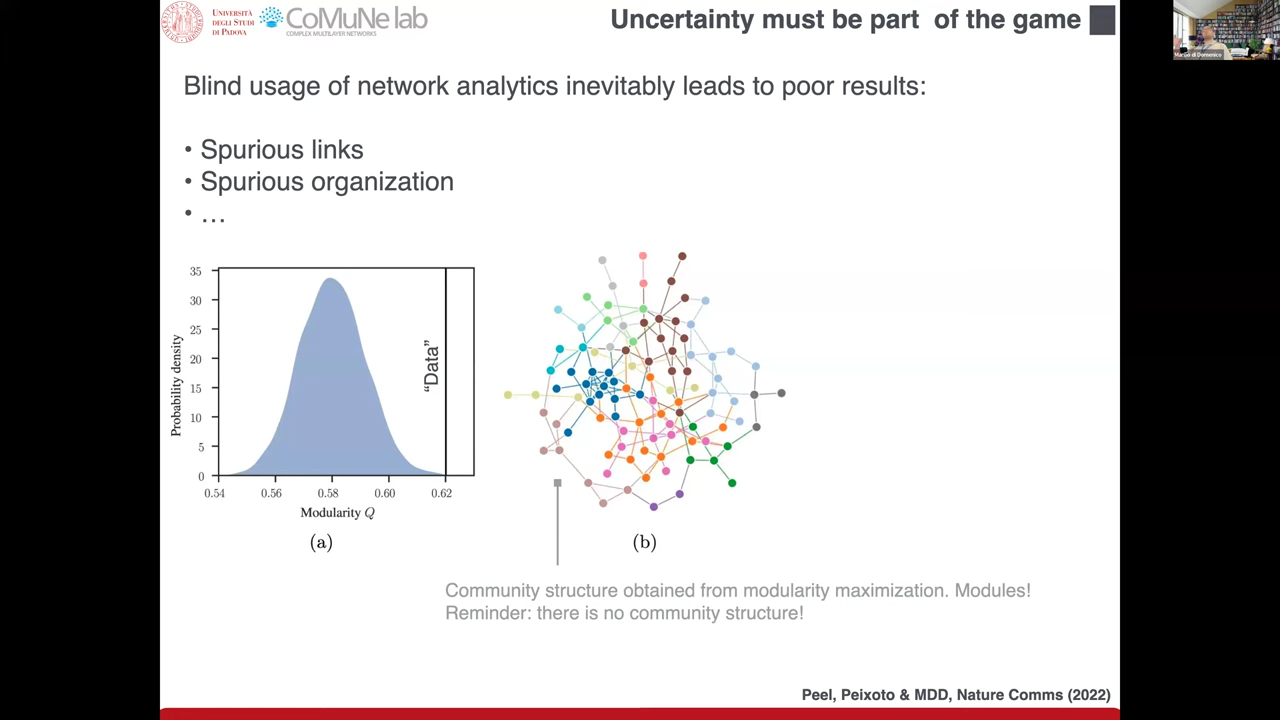 UNIVERSITÀ
DEGLI STUDI
DI PADOVA
CoMuNe lab
COMPLEX MULTILAYER NETWORKS
Uncertainty must be part of the game
Manlio De Domenico
Blind usage of network analytics inevitably leads to poor results:
• Spurious links
• Spurious organization
• …
35
30
25
20
15
10
5
0
Probability density
"Data"
0.54 0.56 0.58 0.60 0.62
Modularity Q
(a)
(b)
Community structure obtained from modularity maximization. Modules!
Reminder: there is no community structure!
Peel, Peixoto & MDD, Nature Comms (2022)